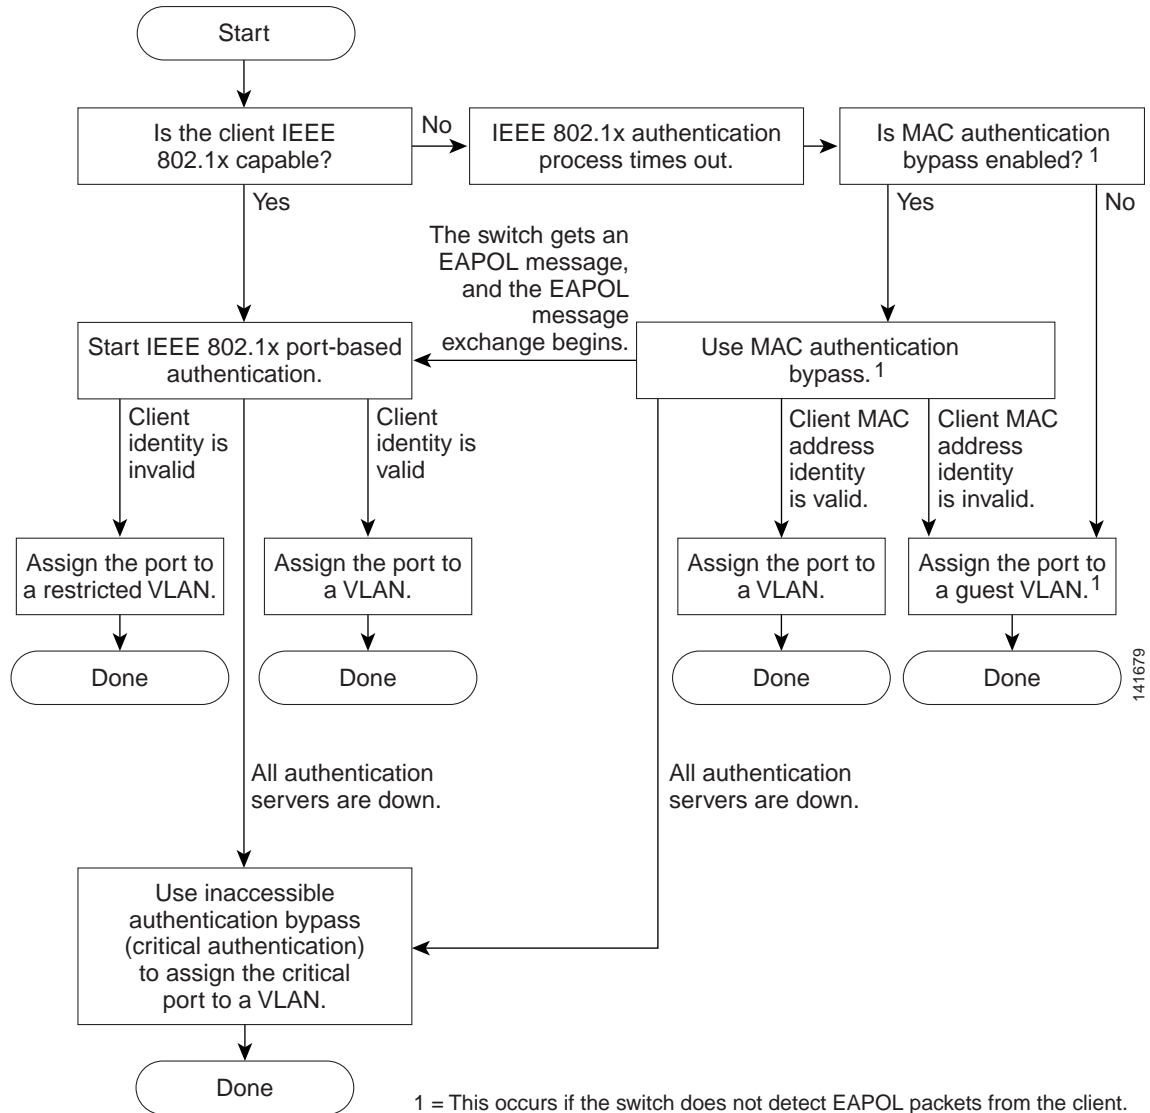 Start
Is the client IEEE
802.1x capable?
No
IEEE 802.1x authentication
process times out.
Is MAC authentication
bypass enabled? 1
Yes
Yes
No
The switch gets an
EAPOL message,
and the EAPOL
message
exchange begins.
Start IEEE 802.1x port-based
authentication.
Use MAC authentication
bypass. 1
Client
identity is
invalid
Client
identity is
valid
Client MAC
address
identity
is valid.
Client MAC
address
identity
is invalid.
Assign the port to
a restricted VLAN.
Assign the port to
a VLAN.
Assign the port to
a VLAN.
Assign the port to
a guest VLAN. 1
Done
Done
Done
Done
141679
All authentication
servers are down.
All authentication
servers are down.
Use inaccessible
authentication bypass
(critical authentication)
to assign the critical
port to a VLAN.
Done
1 = This occurs if the switch does not detect EAPOL packets from the client.